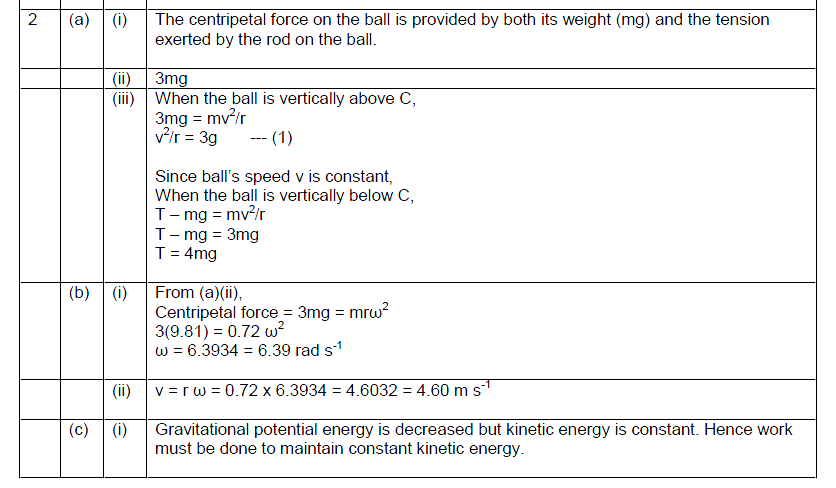 2 (a) (i) The centripetal force on the ball is provided by both its weight (mg) and the tension
exerted by the rod on the ball.
(ii) 3mg
(iii) When the ball is vertically above C,
3mg = mv²/r
v²/r = 3g --- (1)
Since ball's speed v is constant,
When the ball is vertically below C,
T – mg = mv²/r
T – mg = 3mg
T = 4mg
(b) (i) From (a)(ii),
Centripetal force = 3mg = mrω²
3(9.81) = 0.72 ω²
ω = 6.3934 = 6.39 rad s⁻¹
(ii) v = r ω = 0.72 x 6.3934 = 4.6032 = 4.60 m s⁻¹
(c) (i) Gravitational potential energy is decreased but kinetic energy is constant. Hence work
must be done to maintain constant kinetic energy.